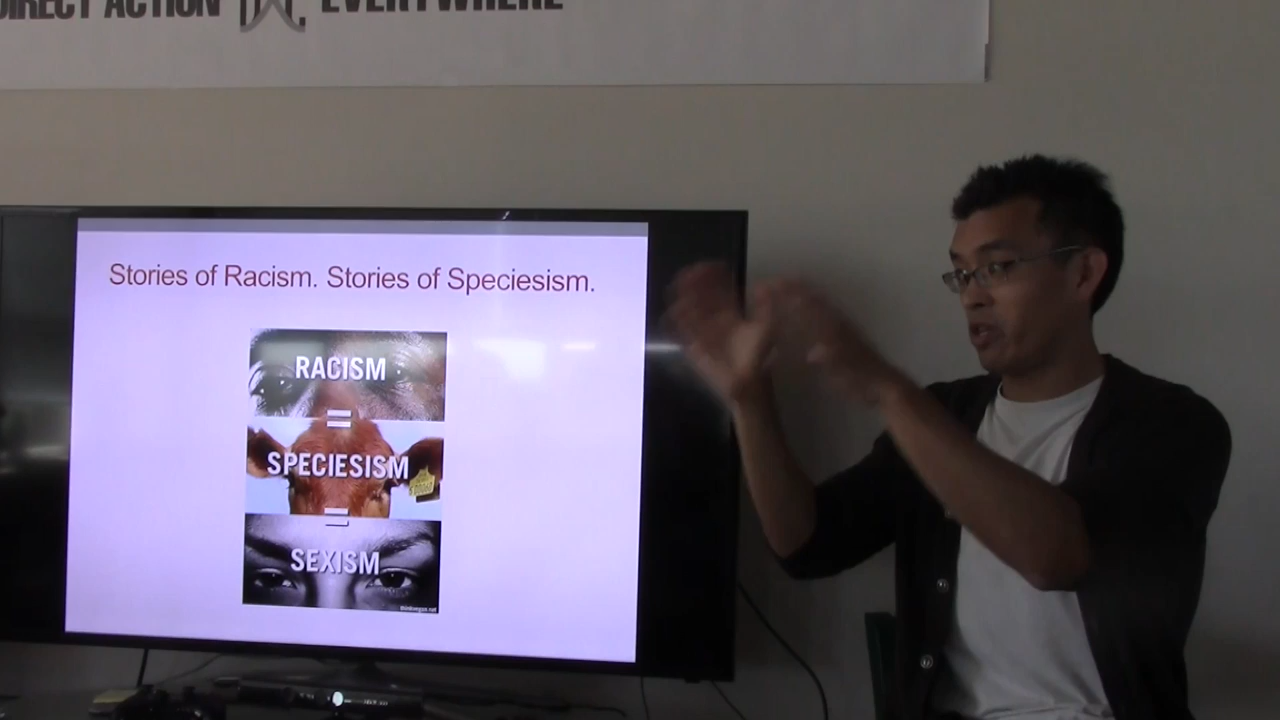 DIRECT ACTION EVERYWHERE
Stories of Racism. Stories of Speciesism.
RACISM
=
SPECIESISM
=
SEXISM